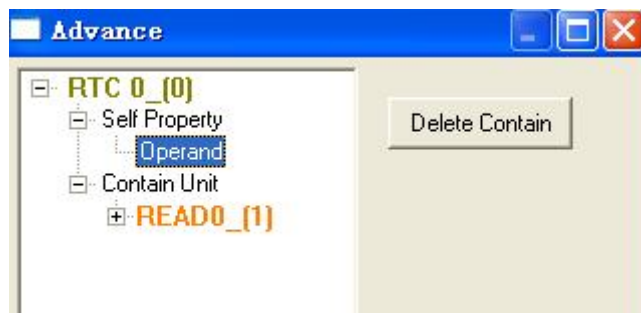 Advance
RTC 0_(0)
Self Property
Operand
Contain Unit
READ0_(1)
Delete Contain